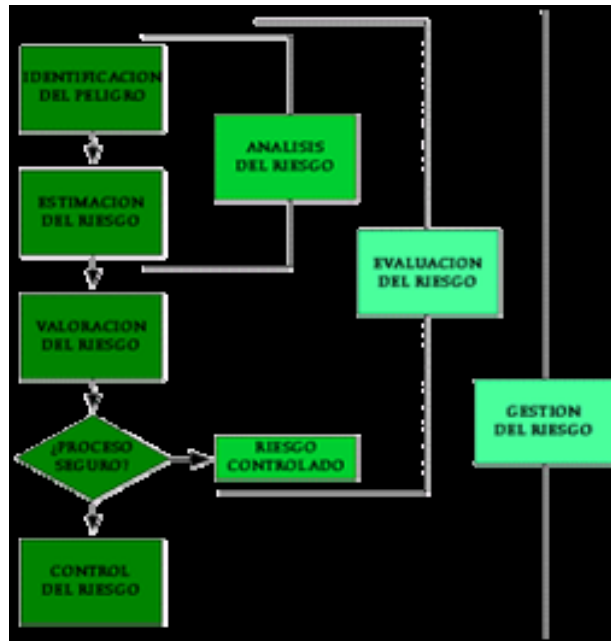 IDENTIFICACION
DEL PELIGRO
ANALISIS
DEL RIESGO
ESTIMACION
DEL RIESGO
EVALUACION
DEL RIESGO
VALORACION
DEL RIESGO
GESTION
DEL RIESGO
¿PROCESO
SEGURO?
RIESGO
CONTROLADO
CONTROL
DEL RIESGO